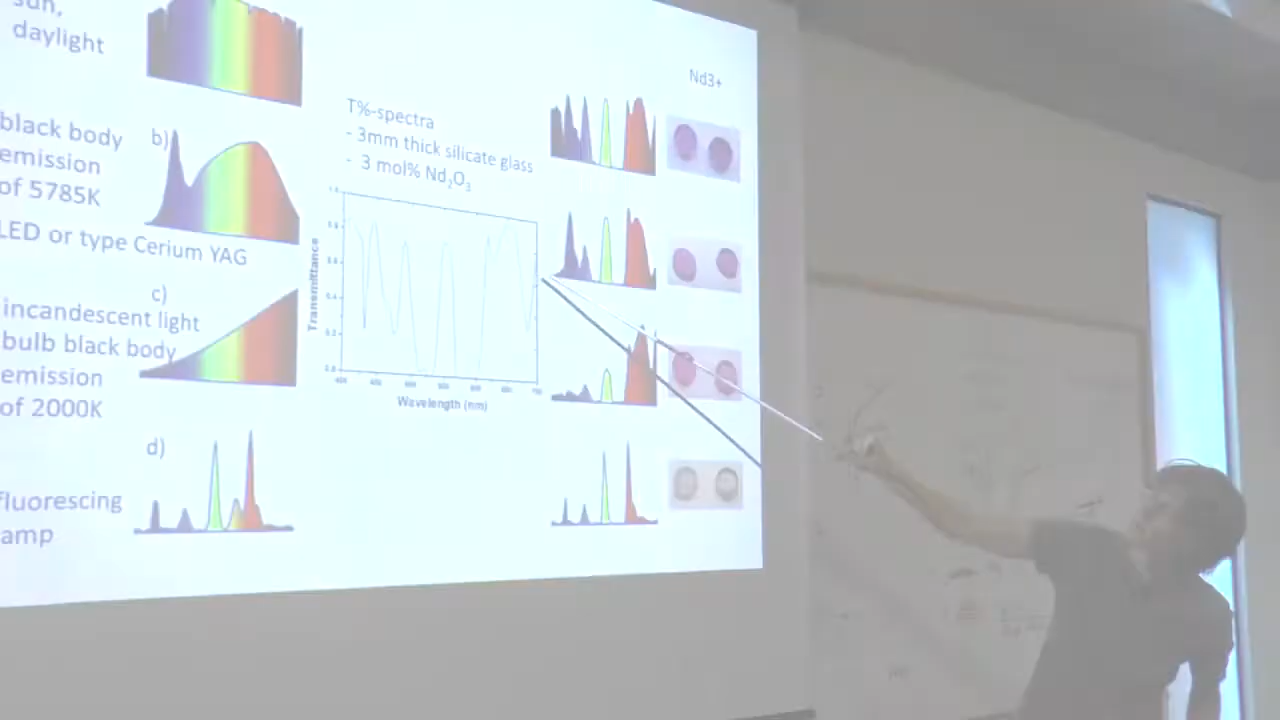 sun,
daylight
b)
black body
emission
of 5785K
LED or type Cerium YAG
c)
incandescent light
bulb black body
emission
of 2000K
d)
fluorescing
amp
T%-spectra
- 3mm thick silicate glass
- 3 mol% Nd2O3
Transmittance
Wavelength (nm)
Nd3+